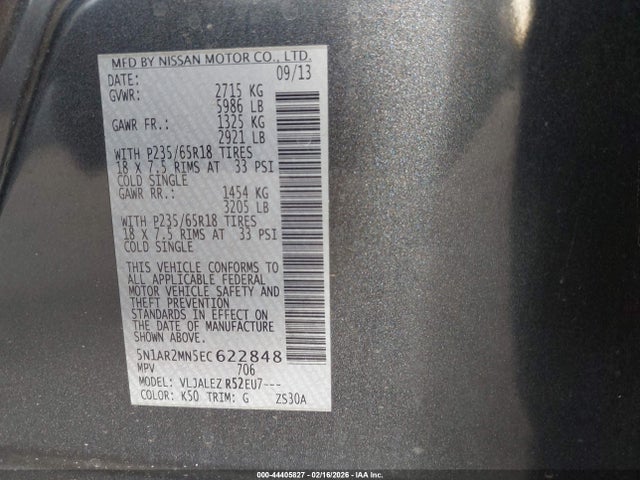 MFD BY NISSAN MOTOR CO., LTD.
DATE: 09/13
GVWR: 2715 KG
5986 LB
GAWR FR.: 1325 KG
2921 LB
WITH P235/65R18 TIRES
18 X 7.5 RIMS AT 33 PSI
COLD SINGLE
GAWR RR.: 1454 KG
3205 LB
WITH P235/65R18 TIRES
18 X 7.5 RIMS AT 33 PSI
COLD SINGLE
THIS VEHICLE CONFORMS TO
ALL APPLICABLE FEDERAL
MOTOR VEHICLE SAFETY AND
THEFT PREVENTION
STANDARDS IN EFFECT ON
THE DATE OF MANUFACTURE
SHOWN ABOVE.
5N1AR2MN5EC622848
MPV 706
MODEL: VLJALEZ R52EU7---
COLOR: K50 TRIM: G ZS30A
000-44405827 - 02/16/2026 - IAAI.com